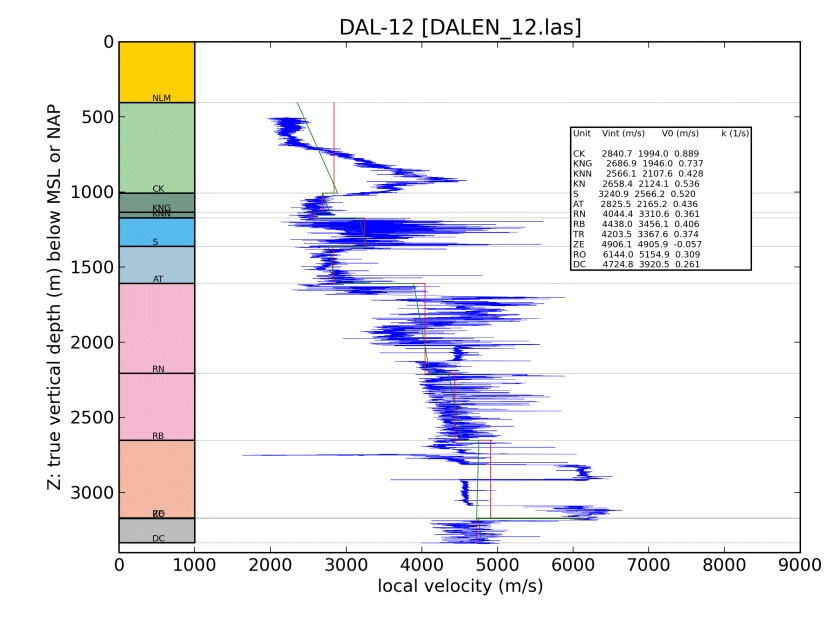 DAL-12 [DALEN_12.las]
Z: true vertical depth (m) below MSL or NAP
0
500
1000
1500
2000
2500
3000
NLM
CK
KNG
KNN
S
AT
RN
RB
DC
Unit Vint (m/s) V0 (m/s) k (1/s)
CK 2840.7 1994.0 0.889
KNG 2686.9 1946.0 0.737
KNN 2566.1 2107.6 0.428
KN 2658.4 2124.1 0.536
S 3240.9 2566.2 0.520
AT 2825.5 2165.2 0.436
RN 4044.4 3310.6 0.361
RB 4438.0 3456.1 0.406
TR 4203.5 3367.6 0.374
ZE 4906.1 4905.9 -0.057
RO 6144.0 5154.9 0.309
DC 4724.8 3920.5 0.261
0 1000 2000 3000 4000 5000 6000 7000 8000 9000
local velocity (m/s)